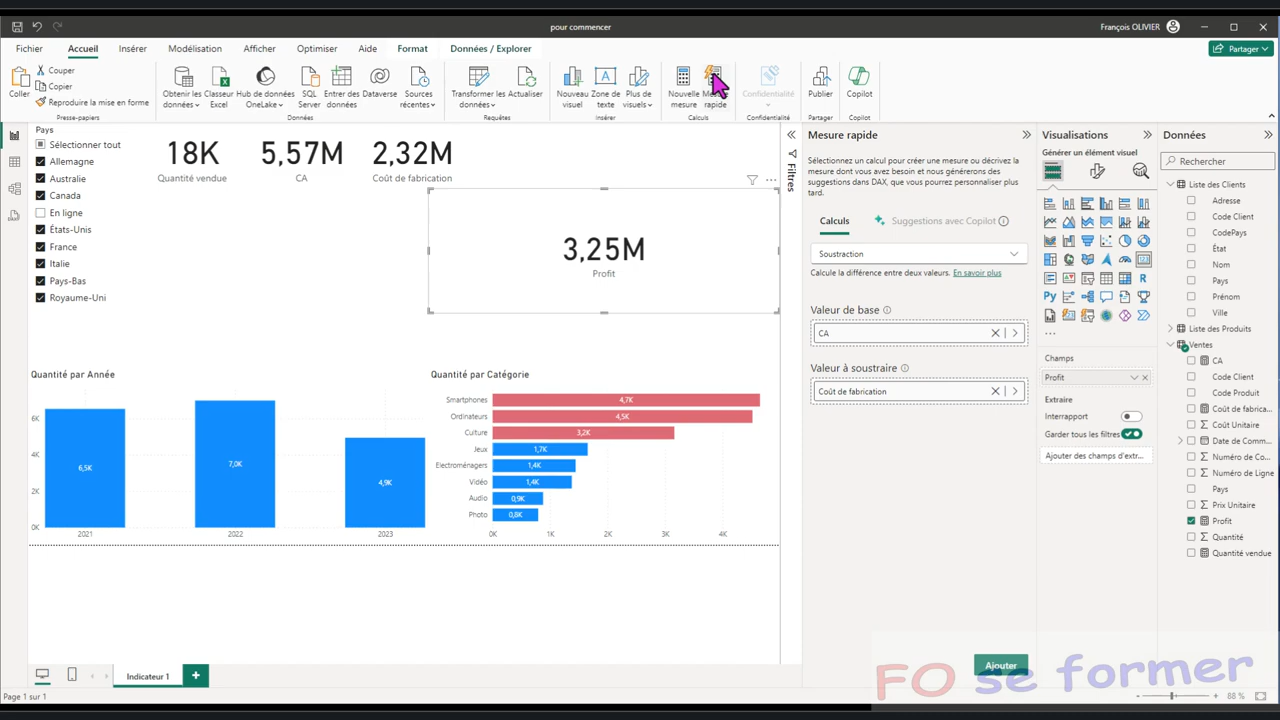 pour commencer
François OLIVIER
Fichier
Accueil
Insérer
Modélisation
Afficher
Optimiser
Aide
Format
Données / Explorer
Partager
Coller
Couper
Copier
Reproduire la mise en forme
Presse-papiers
Obtenir les données
Classeur Excel
Hub de données OneLake
SQL Server
Entrer des données
Dataverse
Sources récentes
Données
Transformer les données
Actualiser
Requêtes
Nouveau visuel
Zone de texte
Plus de visuels
Insérer
Nouvelle mesure
rapide
Calculs
Confidentialité
Confidentialité
Publier
Partager
Copilot
Copilot
Pays
Sélectionner tout
Allemagne
Australie
Canada
En ligne
États-Unis
France
Italie
Pays-Bas
Royaume-Uni
18K
Quantité vendue
5,57M
CA
2,32M
Coût de fabrication
3,25M
Profit
Quantité par Année
6K
4K
2K
0K
6,5K
7,0K
4,9K
2021
2022
2023
Quantité par Catégorie
Smartphones
4,7K
Ordinateurs
4,5K
Culture
3,2K
Jeux
1,7K
Electroménagers
1,4K
Vidéo
1,4K
Audio
0,9K
Photo
0,8K
0K
1K
2K
3K
4K
Filtres
Mesure rapide
Sélectionnez un calcul pour créer une mesure ou décrivez la
mesure dont vous avez besoin et nous générerons des
suggestions dans DAX, que vous pourrez personnaliser plus
tard.
Calculs
Suggestions avec Copilot
Soustraction
Calcule la différence entre deux valeurs. En savoir plus
Valeur de base
CA
Valeur à soustraire
Coût de fabrication
Ajouter
Visualisations
Générer un élément visuel
Champs
Profit
Extraire
Interrapport
Garder tous les filtres
Ajouter des champs d'extr...
Données
Rechercher
Liste des Clients
Adresse
Code Client
CodePays
État
Nom
Pays
Prénom
Ville
Liste des Produits
Ventes
CA
Code Client
Code Produit
Coût de fabrica...
Coût Unitaire
Date de Comm...
Numéro de Co...
Numéro de Ligne
Pays
Prix Unitaire
Profit
Quantité
Quantité vendue
Indicateur 1
Page 1 sur 1
88 %
FO se former